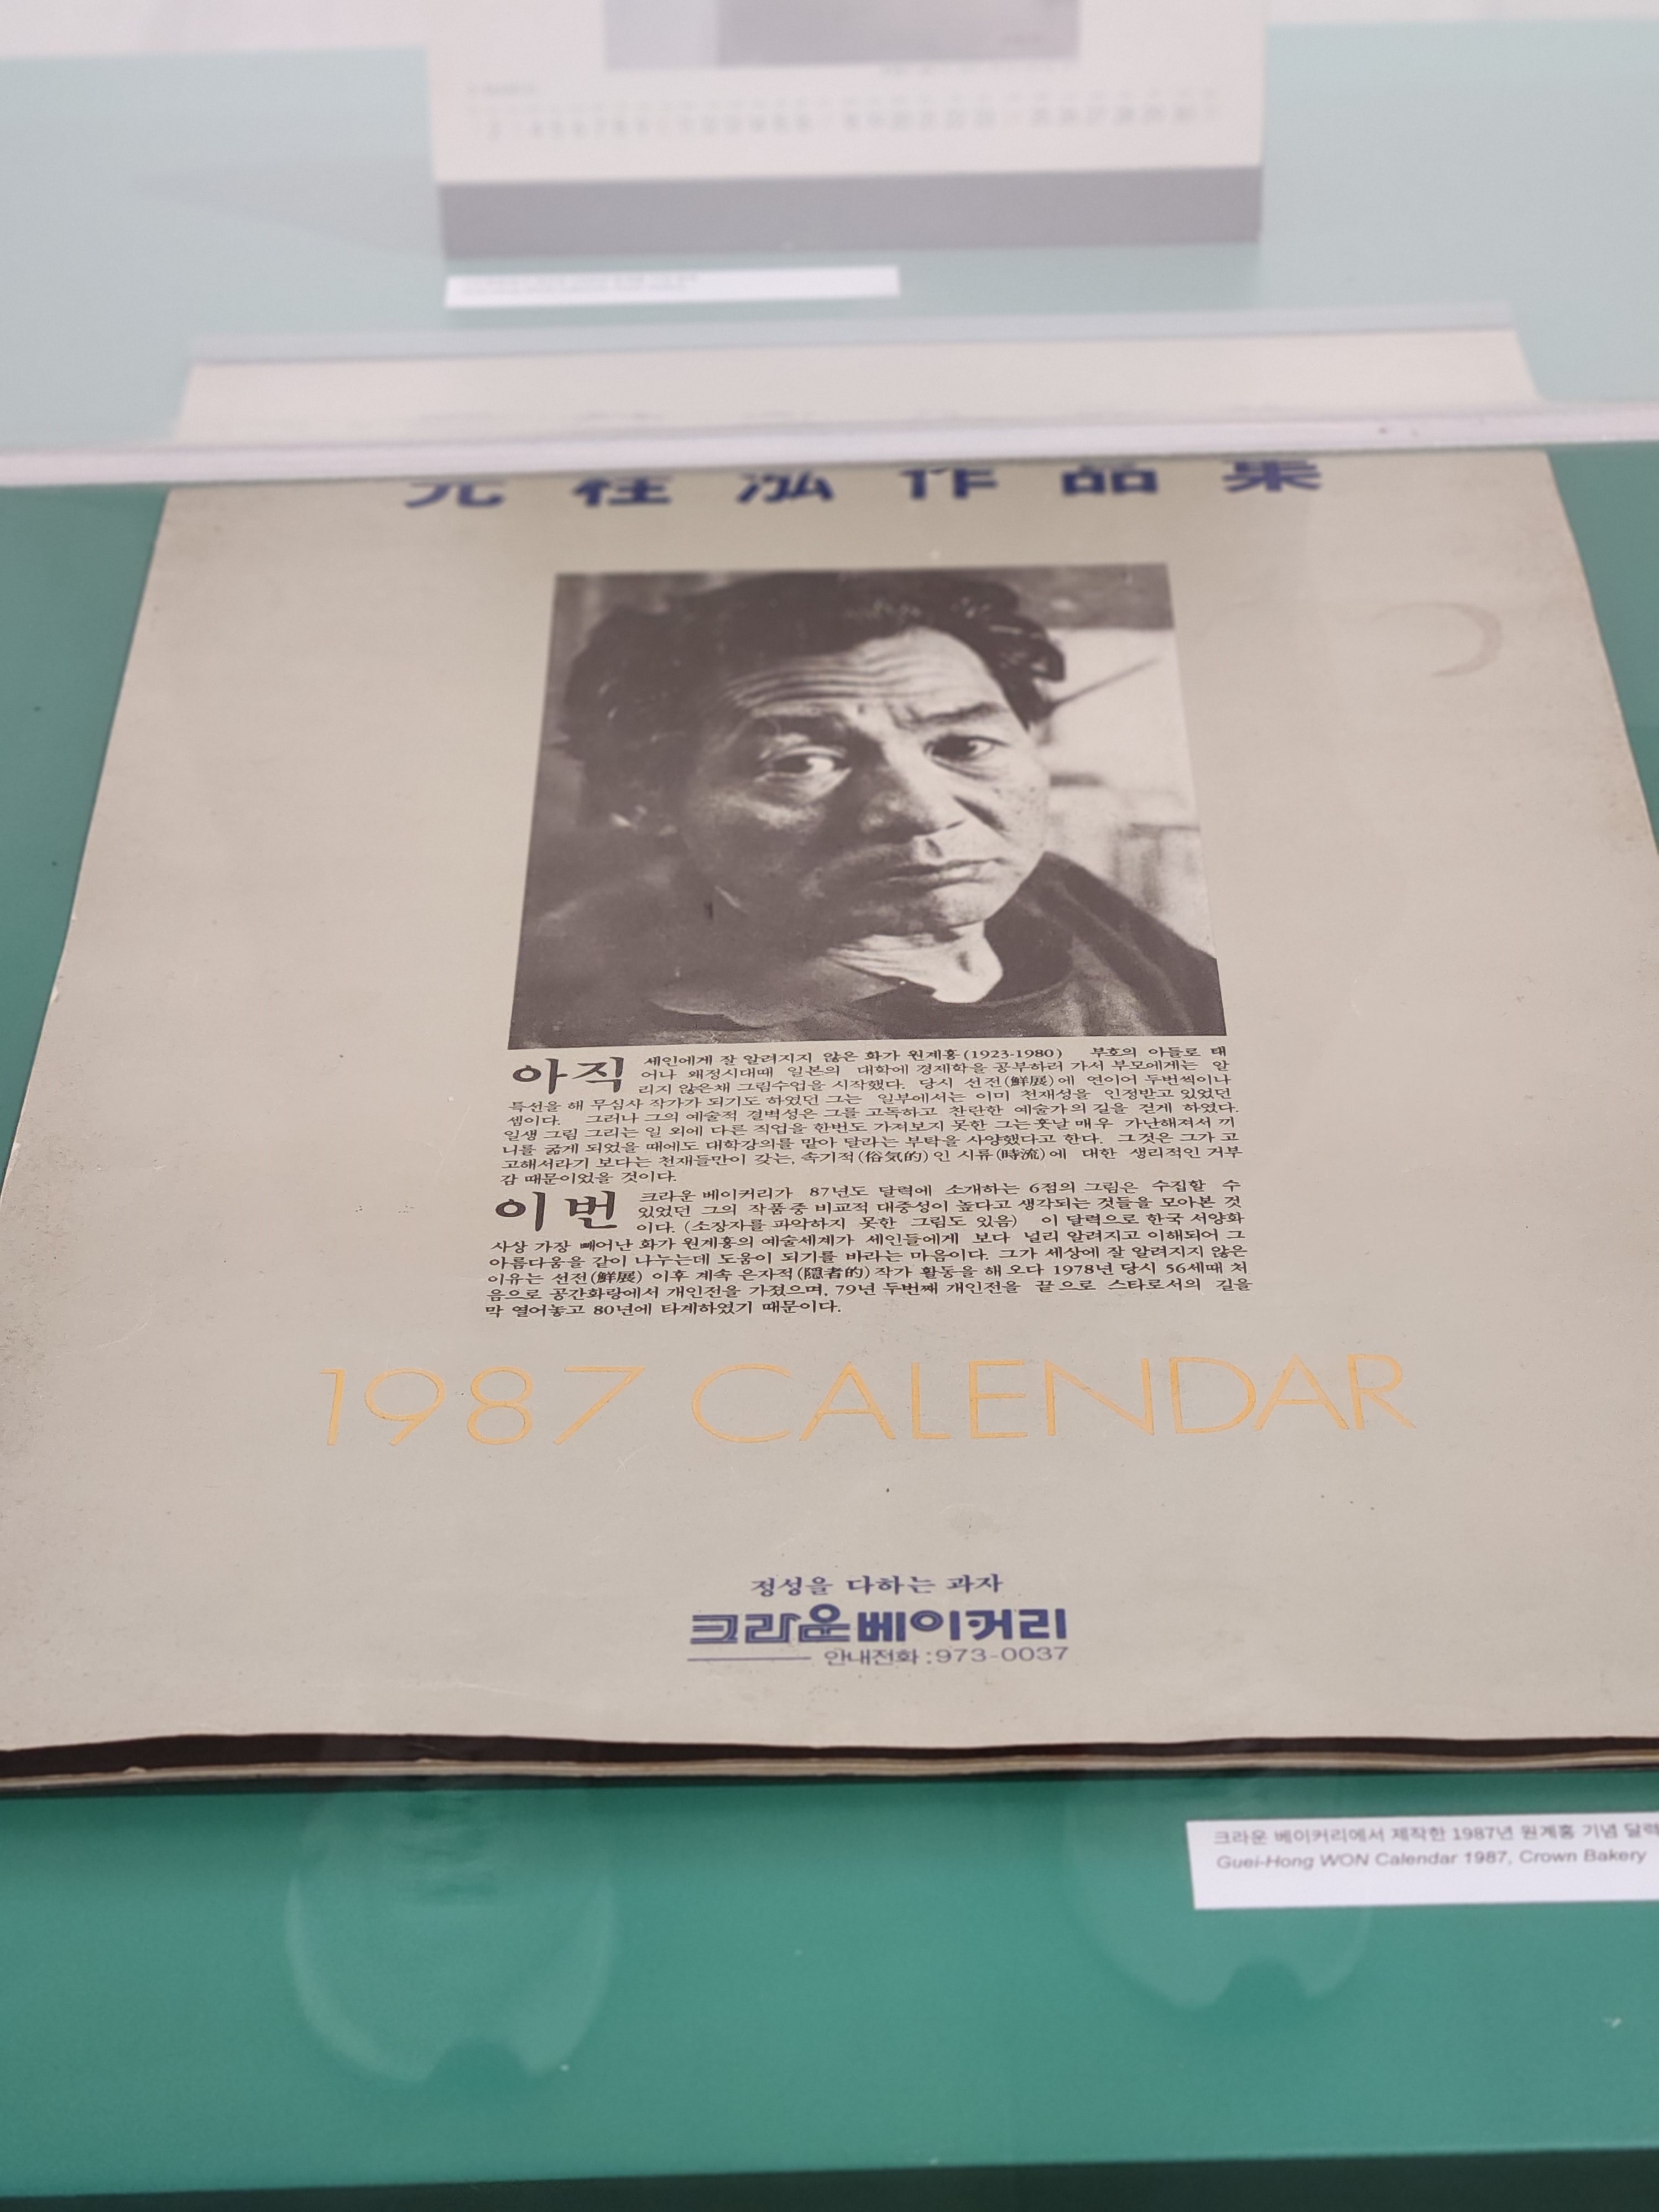 元 桂 泓 作 品 集
아직 세인에게 잘 알려지지 않은 화가 원계홍(1923-1980) 부호의 아들로 태
어나 왜정시대때 일본의 대학에 경제학을 공부하러 가서 부모에게는 알
리지 않은채 그림수업을 시작했다. 당시 선전(鮮展)에 연이어 두번씩이나
특선을 해 무심사 작가가 되기도 하였던 그는 일부에서는 이미 천재성을 인정받고 있었던
셈이다. 그러나 그의 예술적 결벽성은 그를 고독하고 찬란한 예술가의 길을 걷게 하였다.
일생 그림 그리는 일 외에 다른 직업을 한번도 가져보지 못한 그는 훗날 매우 가난해져서 끼
니를 굶게 되었을 때에도 대학강의를 맡아 달라는 부탁을 사양했다고 한다. 그것은 그가 고
고해서라기 보다는 천재들만이 갖는, 속기적(俗気的)인 시류(時流)에 대한 생리적인 거부
감 때문이었을 것이다.
이번 크라운 베이커리가 87년도 달력에 소개하는 6점의 그림은 수집할 수
있었던 그의 작품중 비교적 대중성이 높다고 생각되는 것들을 모아본 것
이다. (소장자를 파악하지 못한 그림도 있음) 이 달력으로 한국 서양화
사상 가장 빼어난 화가 원계홍의 예술세계가 세인들에게 보다 널리 알려지고 이해되어 그
아름다움을 같이 나누는데 도움이 되기를 바라는 마음이다. 그가 세상에 잘 알려지지 않은
이유는 선전(鮮展) 이후 계속 은자적(隱者的) 작가 활동을 해 오다 1978년 당시 56세때 처
음으로 공간화랑에서 개인전을 가졌으며, 79년 두번째 개인전을 끝으로 스타로서의 길을
막 열어놓고 80년에 타계하였기 때문이다.
1987 CALENDAR
정성을 다하는 과자
크라운베이커리
안내전화:973-0037
크라운 베이커리에서 제작한 1987년 원계홍 기념 달력
Guei-Hong WON Calendar 1987, Crown Bakery